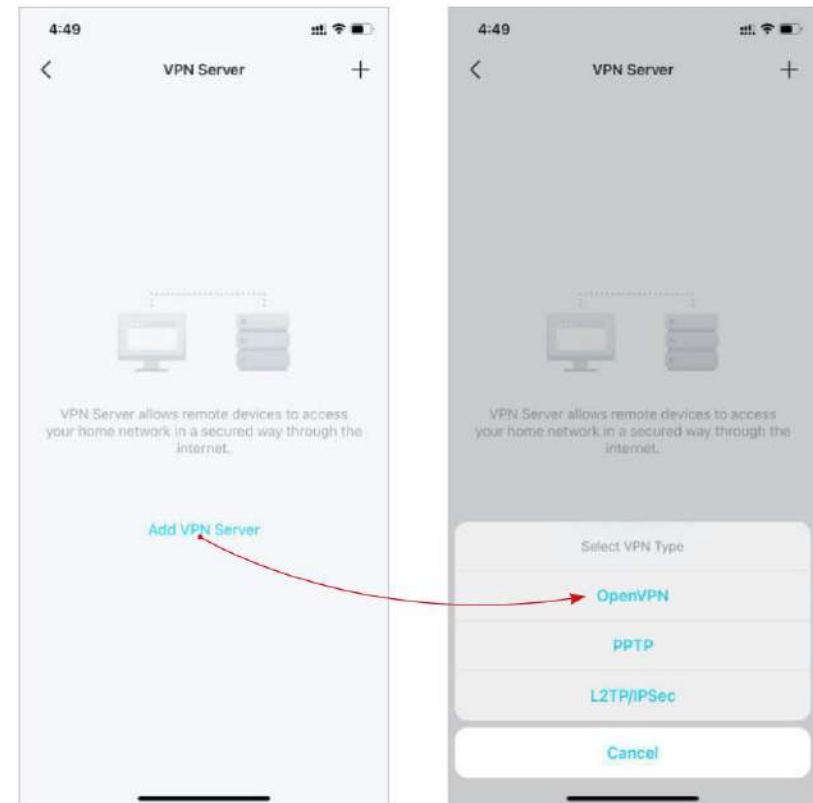 4:49
VPN Server
VPN Server allows remote devices to access
your home network in a secured way through the
internet.
Add VPN Server
4:49
VPN Server
VPN Server allows remote devices to access
your home network in a secured way through the
internet.
Select VPN Type
OpenVPN
PPTP
L2TP/IPSec
Cancel